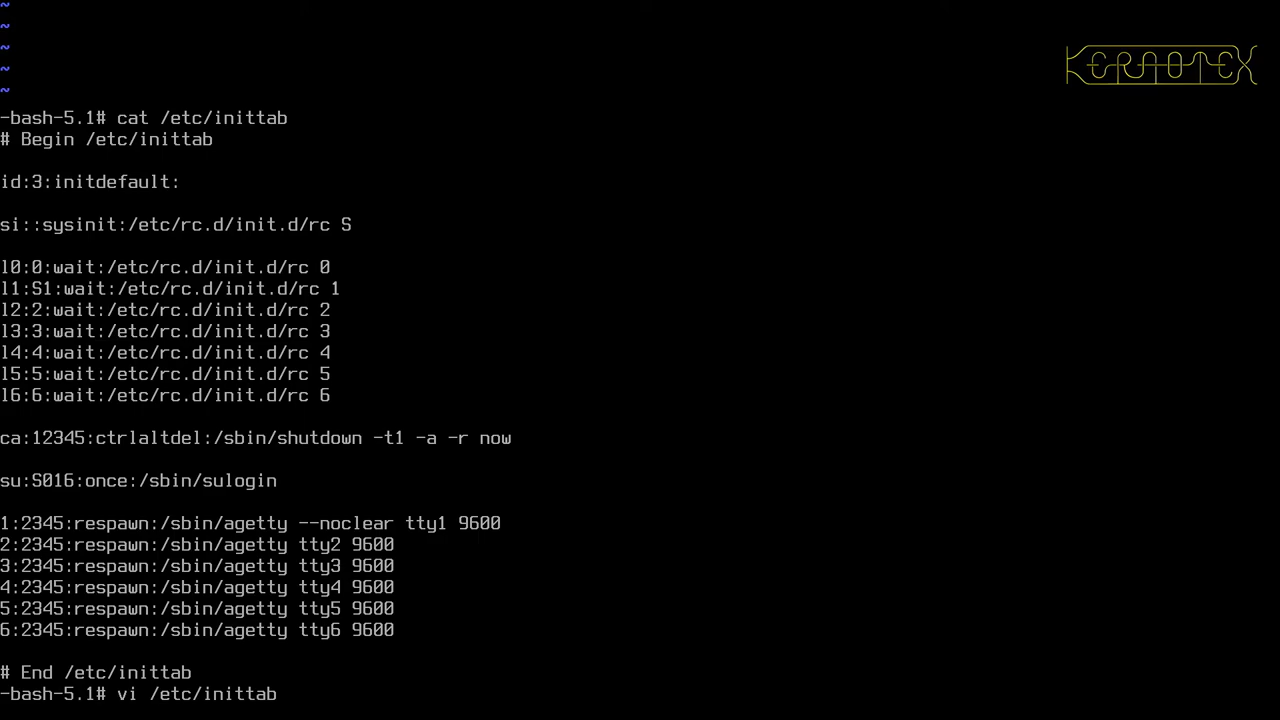 ~
~
~
~
~
KERNOTEX
-bash-5.1# cat /etc/inittab
# Begin /etc/inittab
id:3:initdefault:
si::sysinit:/etc/rc.d/init.d/rc S
l0:0:wait:/etc/rc.d/init.d/rc 0
l1:S1:wait:/etc/rc.d/init.d/rc 1
l2:2:wait:/etc/rc.d/init.d/rc 2
l3:3:wait:/etc/rc.d/init.d/rc 3
l4:4:wait:/etc/rc.d/init.d/rc 4
l5:5:wait:/etc/rc.d/init.d/rc 5
l6:6:wait:/etc/rc.d/init.d/rc 6
ca:12345:ctrlaltdel:/sbin/shutdown -t1 -a -r now
su:S016:once:/sbin/sulogin
1:2345:respawn:/sbin/agetty --noclear tty1 9600
2:2345:respawn:/sbin/agetty tty2 9600
3:2345:respawn:/sbin/agetty tty3 9600
4:2345:respawn:/sbin/agetty tty4 9600
5:2345:respawn:/sbin/agetty tty5 9600
6:2345:respawn:/sbin/agetty tty6 9600
# End /etc/inittab
-bash-5.1# vi /etc/inittab